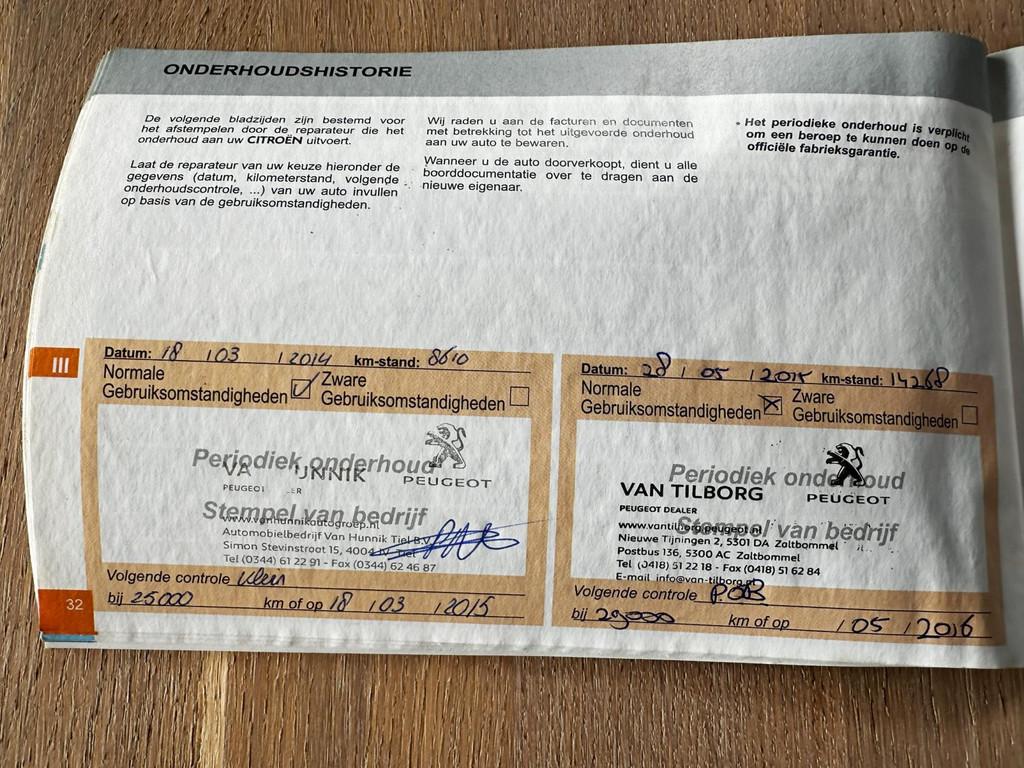 ONDERHOUDSHISTORIE
De volgende bladzijden zijn bestemd voor
het afstempelen door de reparateur die het
onderhoud aan uw CITROËN uitvoert.
Laat de reparateur van uw keuze hieronder de
gegevens (datum, kilometerstand, volgende
onderhoudscontrole, ...) van uw auto invullen
op basis van de gebruiksomstandigheden.
Wij raden u aan de facturen en documenten
met betrekking tot het uitgevoerde onderhoud
aan uw auto te bewaren.
Wanneer u de auto doorverkoopt, dient u alle
boorddocumentatie over te dragen aan de
nieuwe eigenaar.
• Het periodieke onderhoud is verplicht
om een beroep te kunnen doen op de
officiële fabrieksgarantie.
III
Datum: 18 / 03 / 2014 km-stand: 8610
Normale
Gebruiksomstandigheden
Zware
Gebruiksomstandigheden
Periodiek onderhoud
VA UNNIK
PEUGEOT
Stempel van bedrijf
www.vanhunnikautogroep.nl
Automobielbedrijf Van Hunnik Tiel B.V.
Simon Stevinstraat 15, 4004
Tel (0344) 61 22 91 - Fax (0344) 62 46 87
Volgende controle klein
bij 25000 km of op 18 / 03 / 2015
32
Datum: 28 / 05 / 2015 km-stand: 14268
Normale
Gebruiksomstandigheden
Zware
Gebruiksomstandigheden
Periodiek onderhoud
VAN TILBORG
PEUGEOT
PEUGEOT DEALER
Stempel van bedrijf
www.vantilborg.peugeot.nl
Nieuwe Tijningen 2, 5301 DA Zaltbommel
Postbus 136, 5300 AC Zaltbommel
Tel (0418) 51 22 18 - Fax (0418) 51 62 84
E-mail info@van-tilborg.nl
Volgende controle
bij 29000 km of op / 05 / 2016